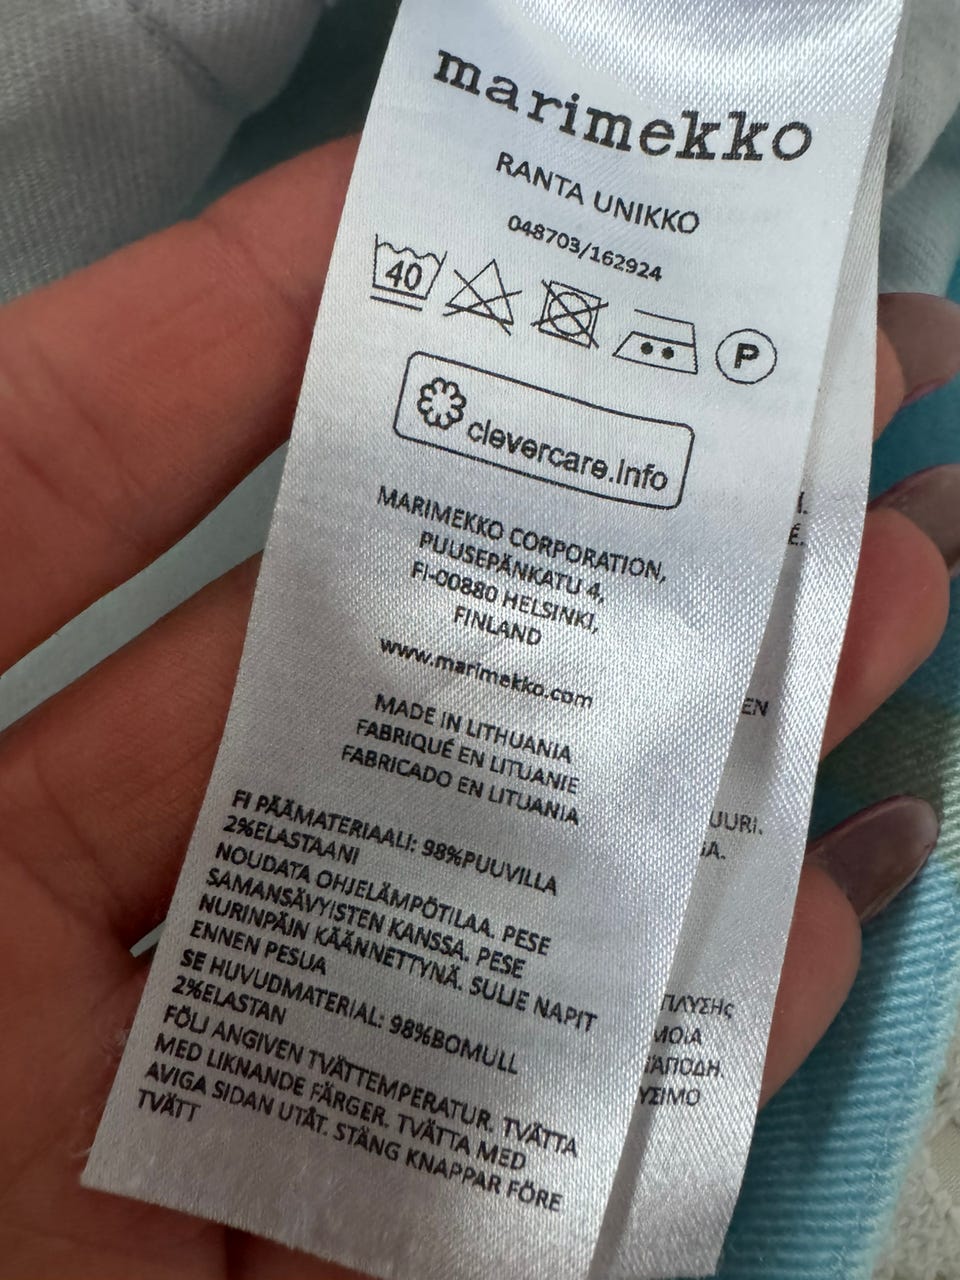 marimekko
RANTA UNIKKO
048703/162924
40
P
clevercare.info
MARIMEKKO CORPORATION,
PUUSEPÄNKATU 4,
FI-00880 HELSINKI,
FINLAND
www.marimekko.com
MADE IN LITHUANIA
FABRIQUÉ EN LITUANIE
FABRICADO EN LITUANIA
FI PÄÄMATERIAALI: 98%PUUVILLA
2%ELASTAANI
NOUDATA OHJELÄMPÖTILAA. PESE
SAMANSÄVYISTEN KANSSA. PESE
NURINPÄIN KÄÄNNETTYNÄ. SULJE NAPIT
ENNEN PESUA
SE HUVUDMATERIAL: 98%BOMULL
2%ELASTAN
FÖLJ ANGIVEN TVÄTTEMPERATUR. TVÄTTA
MED LIKNANDE FÄRGER. TVÄTTA MED
AVIGA SIDAN UTÅT. STÄNG KNAPPAR FÖRE
TVÄTT
EN
UURI.